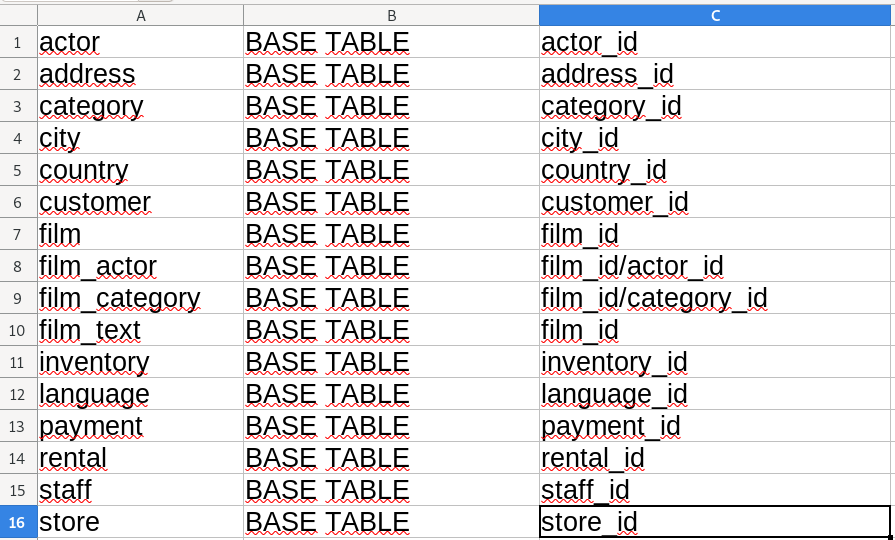 A B C
1 actor BASE TABLE actor_id
2 address BASE TABLE address_id
3 category BASE TABLE category_id
4 city BASE TABLE city_id
5 country BASE TABLE country_id
6 customer BASE TABLE customer_id
7 film BASE TABLE film_id
8 film_actor BASE TABLE film_id/actor_id
9 film_category BASE TABLE film_id/category_id
10 film_text BASE TABLE film_id
11 inventory BASE TABLE inventory_id
12 language BASE TABLE language_id
13 payment BASE TABLE payment_id
14 rental BASE TABLE rental_id
15 staff BASE TABLE staff_id
16 store BASE TABLE store_id